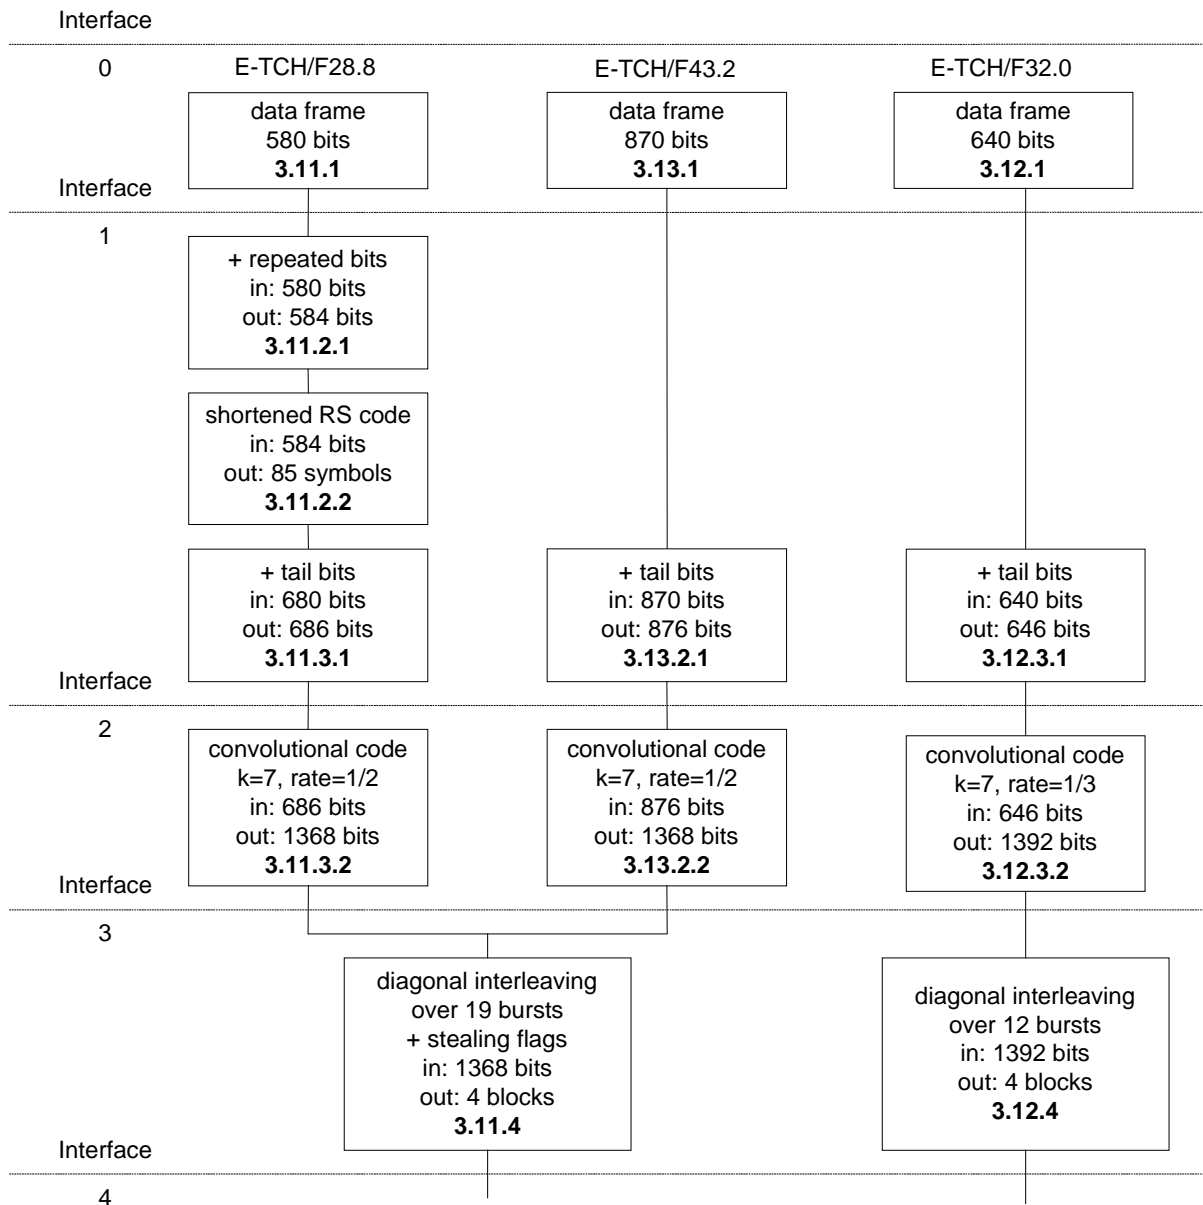 Interface
0
E-TCH/F28.8
E-TCH/F43.2
E-TCH/F32.0
data frame
580 bits
3.11.1
data frame
870 bits
3.13.1
data frame
640 bits
3.12.1
Interface
1
+ repeated bits
in: 580 bits
out: 584 bits
3.11.2.1
shortened RS code
in: 584 bits
out: 85 symbols
3.11.2.2
+ tail bits
in: 680 bits
out: 686 bits
3.11.3.1
+ tail bits
in: 870 bits
out: 876 bits
3.13.2.1
+ tail bits
in: 640 bits
out: 646 bits
3.12.3.1
Interface
2
convolutional code
k=7, rate=1/2
in: 686 bits
out: 1368 bits
3.11.3.2
convolutional code
k=7, rate=1/2
in: 876 bits
out: 1368 bits
3.13.2.2
convolutional code
k=7, rate=1/3
in: 646 bits
out: 1392 bits
3.12.3.2
Interface
3
diagonal interleaving
over 19 bursts
+ stealing flags
in: 1368 bits
out: 4 blocks
3.11.4
diagonal interleaving
over 12 bursts
in: 1392 bits
out: 4 blocks
3.12.4
Interface
4